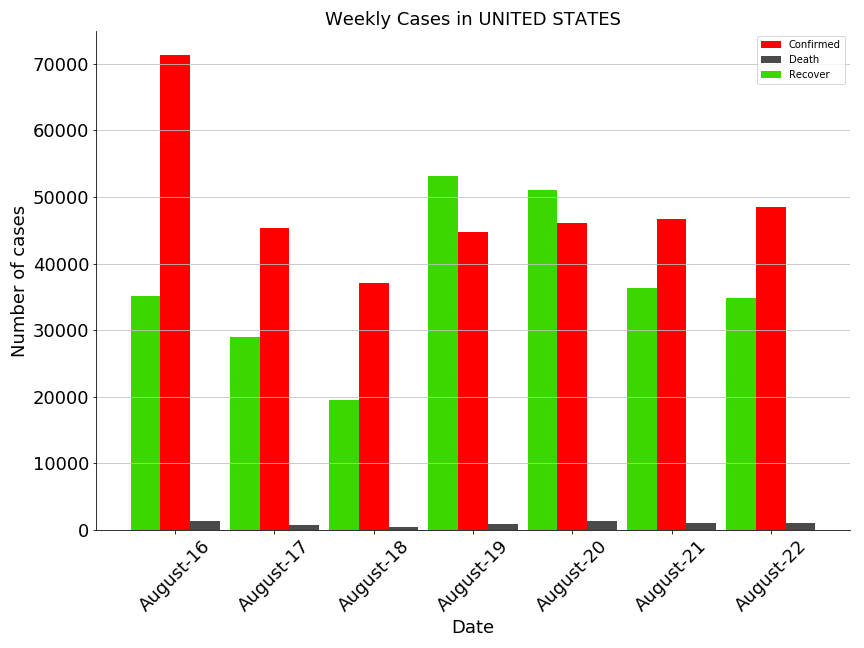 Weekly Cases in UNITED STATES
Confirmed
Death
Recover
Number of cases
70000
60000
50000
40000
30000
20000
10000
0
August-16
August-17
August-18
August-19
August-20
August-21
August-22
Date